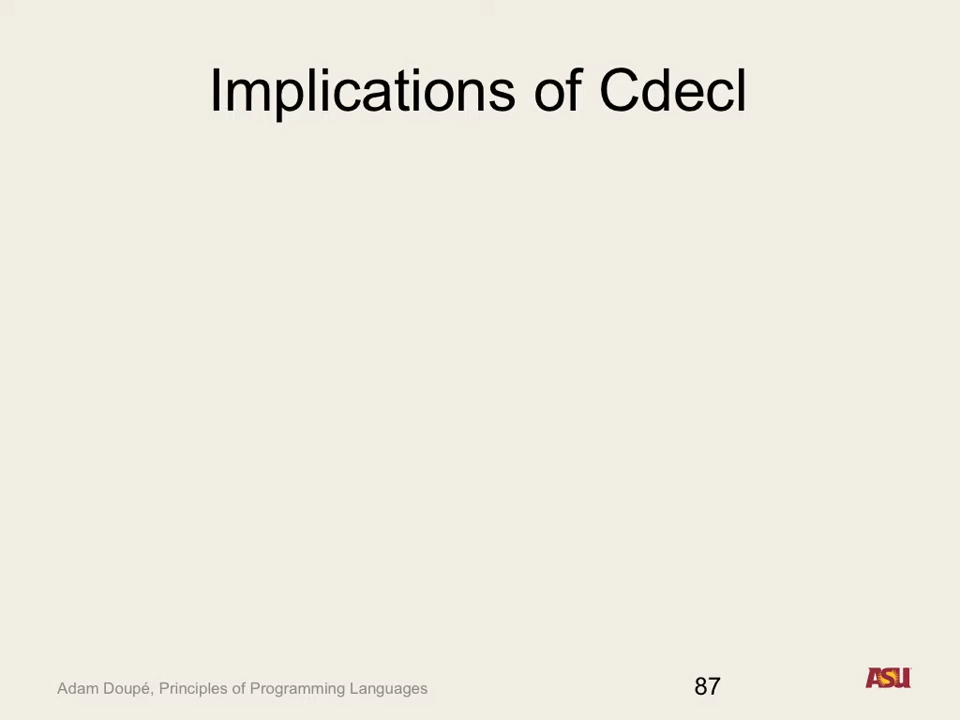 Implications of Cdecl
Adam Doupé, Principles of Programming Languages
87
ASU